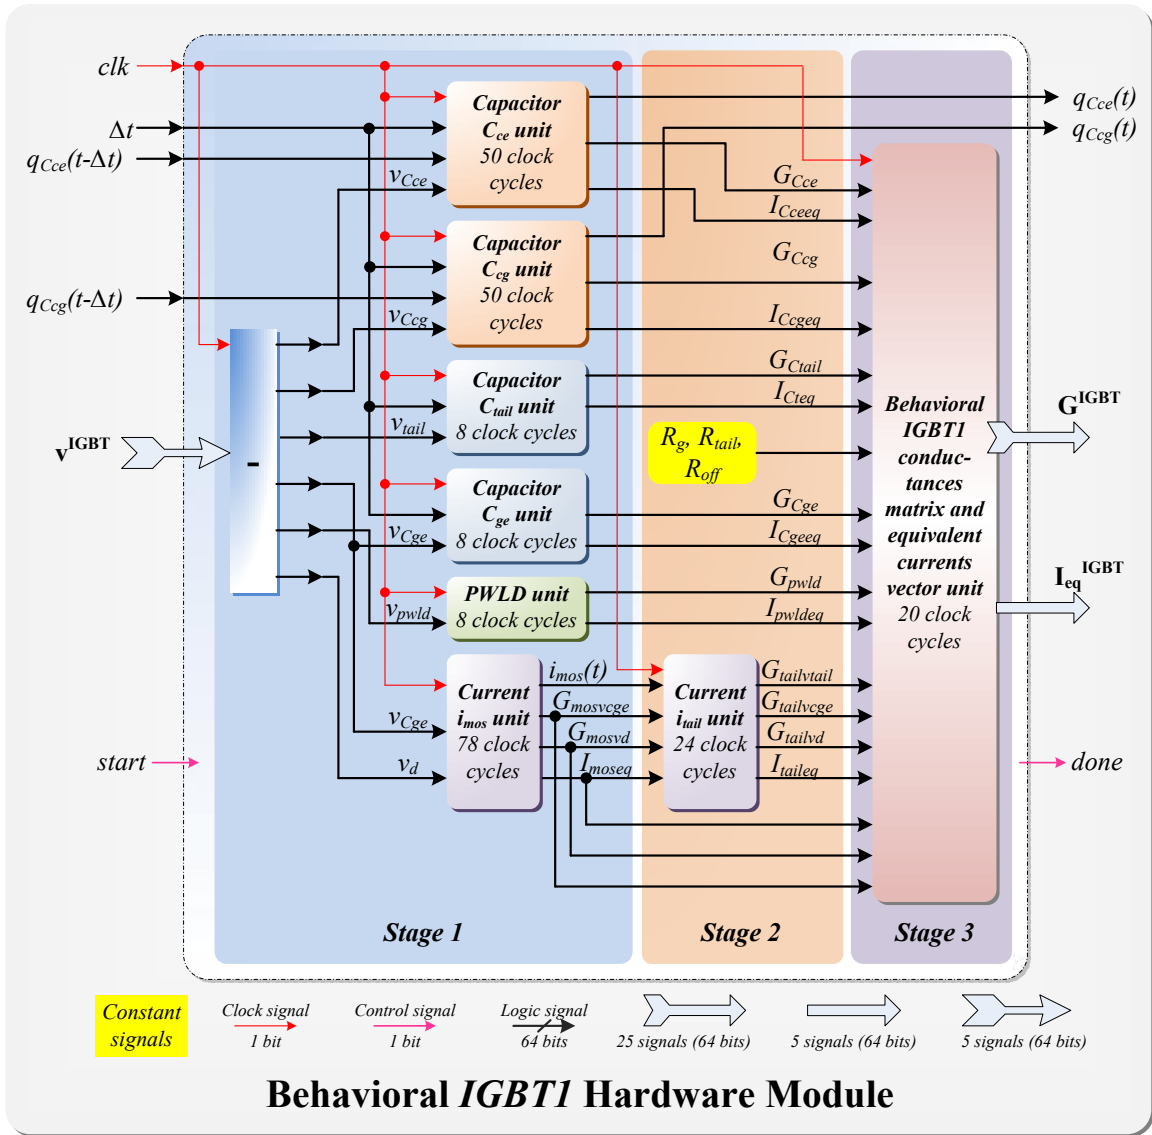 clk
Δt
q_Cce(t-Δt)
q_Ccg(t-Δt)
v^IGBT
start
-
v_Cce
v_Ccg
v_tail
v_Cge
v_pwld
v_Cge
v_d
Capacitor
C_ce unit
50 clock
cycles
Capacitor
C_cg unit
50 clock
cycles
Capacitor
C_tail unit
8 clock cycles
Capacitor
C_ge unit
8 clock cycles
PWLD unit
8 clock cycles
Current
i_mos unit
78 clock
cycles
Stage 1
i_mos(t)
G_mosvcge
G_mosvd
I_moseq
Current
i_tail unit
24 clock
cycles
R_g, R_tail,
R_off
G_Cce
I_Cceeq
G_Ccg
I_Ccgeq
G_Ctail
I_Cteq
G_Cge
I_Cgeeq
G_pwld
I_pwldeq
G_tailvtail
G_tailvcge
G_tailvd
I_taileq
Stage 2
Behavioral
IGBT1
conduc-
tances
matrix and
equivalent
currents
vector unit
20 clock
cycles
Stage 3
q_Cce(t)
q_Ccg(t)
G^IGBT
I_eq^IGBT
done
Constant
signals
Clock signal
1 bit
Control signal
1 bit
Logic signal
64 bits
25 signals (64 bits)
5 signals (64 bits)
5 signals (64 bits)
Behavioral IGBT1 Hardware Module